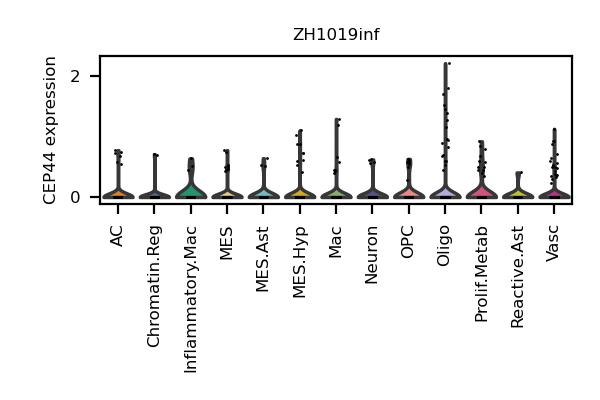 ZH1019inf
CEP44 expression
2
0
AC
Chromatin.Reg
Inflammatory.Mac
MES
MES.Ast
MES.Hyp
Mac
Neuron
OPC
Oligo
Prolif.Metab
Reactive.Ast
Vasc